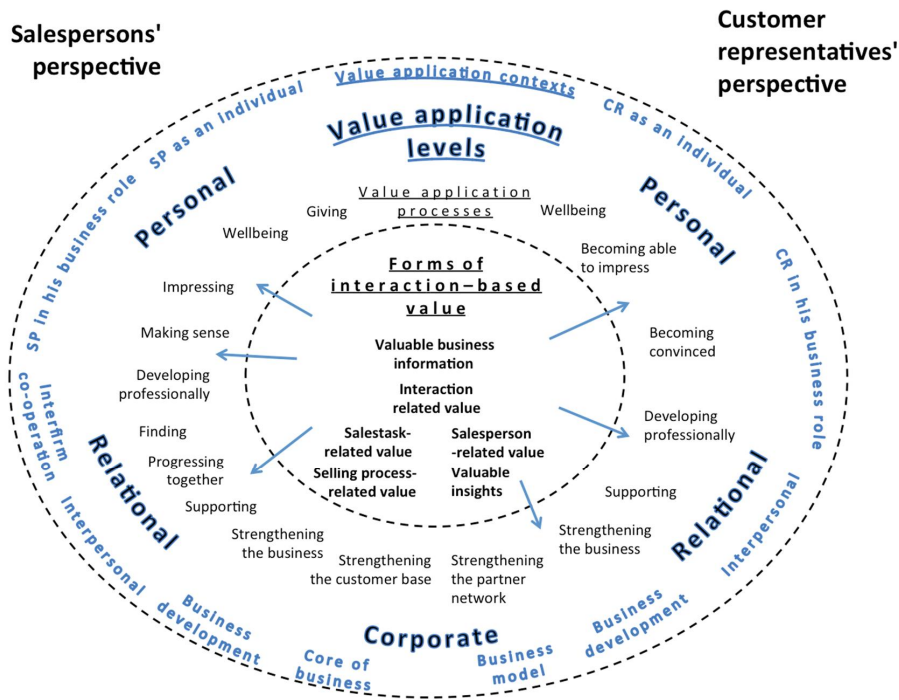 Salespersons'
perspective
Customer
representatives'
perspective
Value application contexts
SP as an individual
CR as an individual
Value application
levels
Personal
Personal
SP in his business role
CR in his business role
Value application
processes
Giving
Wellbeing
Wellbeing
Becoming able
to impress
Impressing
Making sense
Developing
professionally
Becoming
convinced
Developing
professionally
Forms of
interaction–based
value
Valuable business
information
Interaction
related value
Salestask-
related value
Salesperson
-related value
Selling process-
related value
Valuable
insights
Interfirm
co-operation
Relational
Relational
Finding
Progressing
together
Supporting
Supporting
Strengthening
the business
Strengthening
the customer base
Strengthening
the partner
network
Strengthening
the business
Interpersonal
Interpersonal
Business
development
Corporate
Core of
business
Business
model
Business
development